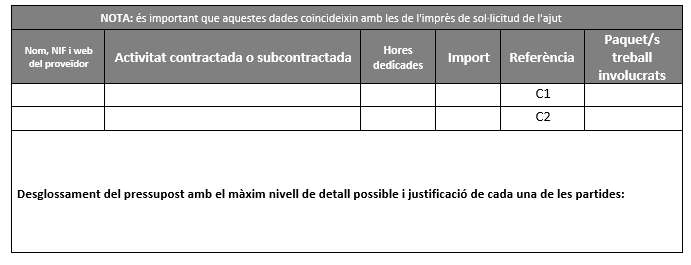 NOTA: és important que aquestes dades coincideixin amb les de l'imprès de sol·licitud de l'ajut
Nom, NIF i web
del proveïdor
Activitat contractada o subcontractada
Hores
dedicades
Import
Referència
Paquet/s
treball
involucrats
C1
C2
Desglossament del pressupost amb el màxim nivell de detall possible i justificació de cada una de les partides: